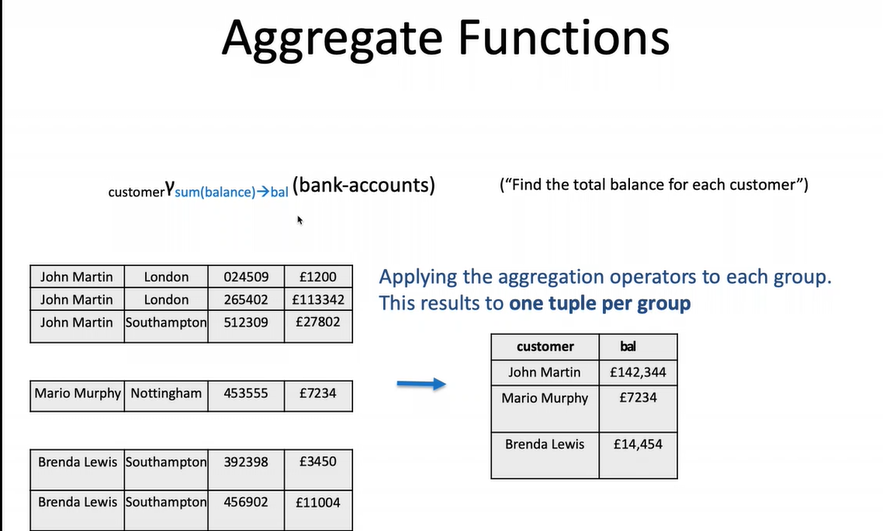 Aggregate Functions
customerγsum(balance)→bal (bank-accounts) (“Find the total balance for each customer”)
John Martin London 024509 £1200
John Martin London 265402 £113342
John Martin Southampton 512309 £27802
Mario Murphy Nottingham 453555 £7234
Brenda Lewis Southampton 392398 £3450
Brenda Lewis Southampton 456902 £11004
Applying the aggregation operators to each group.
This results to one tuple per group
customer bal
John Martin £142,344
Mario Murphy £7234
Brenda Lewis £14,454